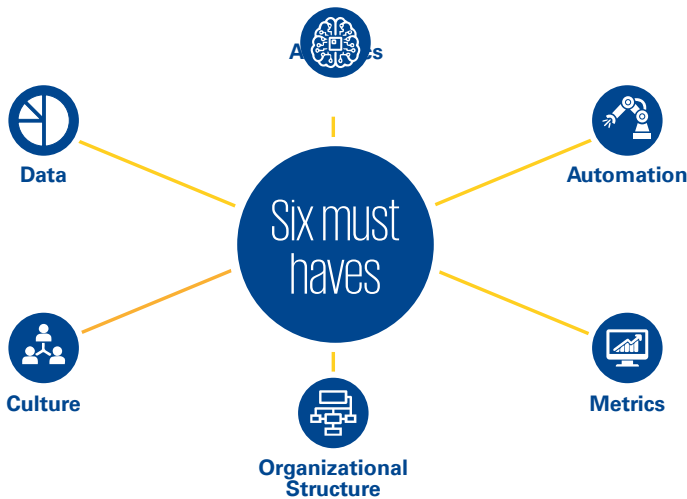 Data
Automation
Six must
haves
Culture
Metrics
Organizational
Structure